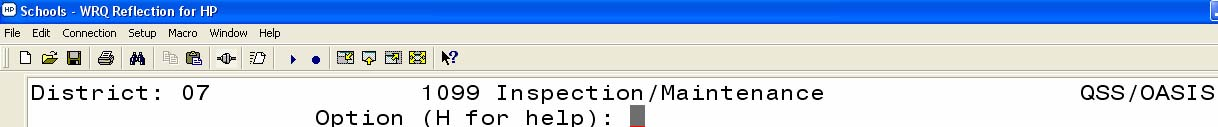 HP Schools - WRQ Reflection for HP
File Edit Connection Setup Macro Window Help
District: 07 1099 Inspection/Maintenance QSS/OASIS
Option (H for help):